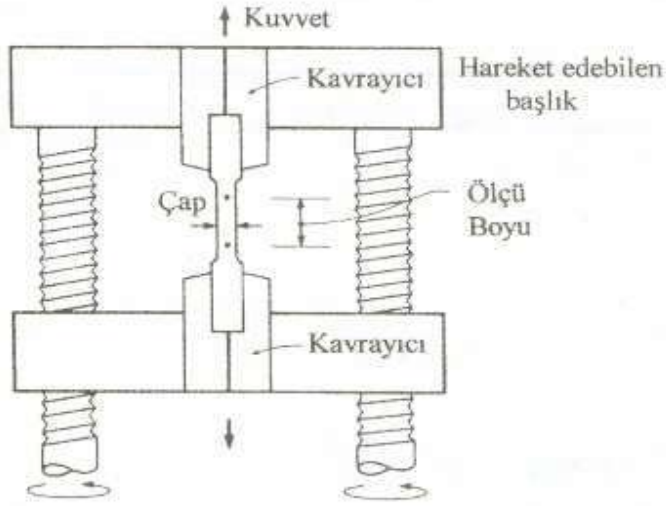 Kuvvet
Kavrayıcı
Hareket edebilen
başlık
Çap
Ölçü
Boyu
Kavrayıcı